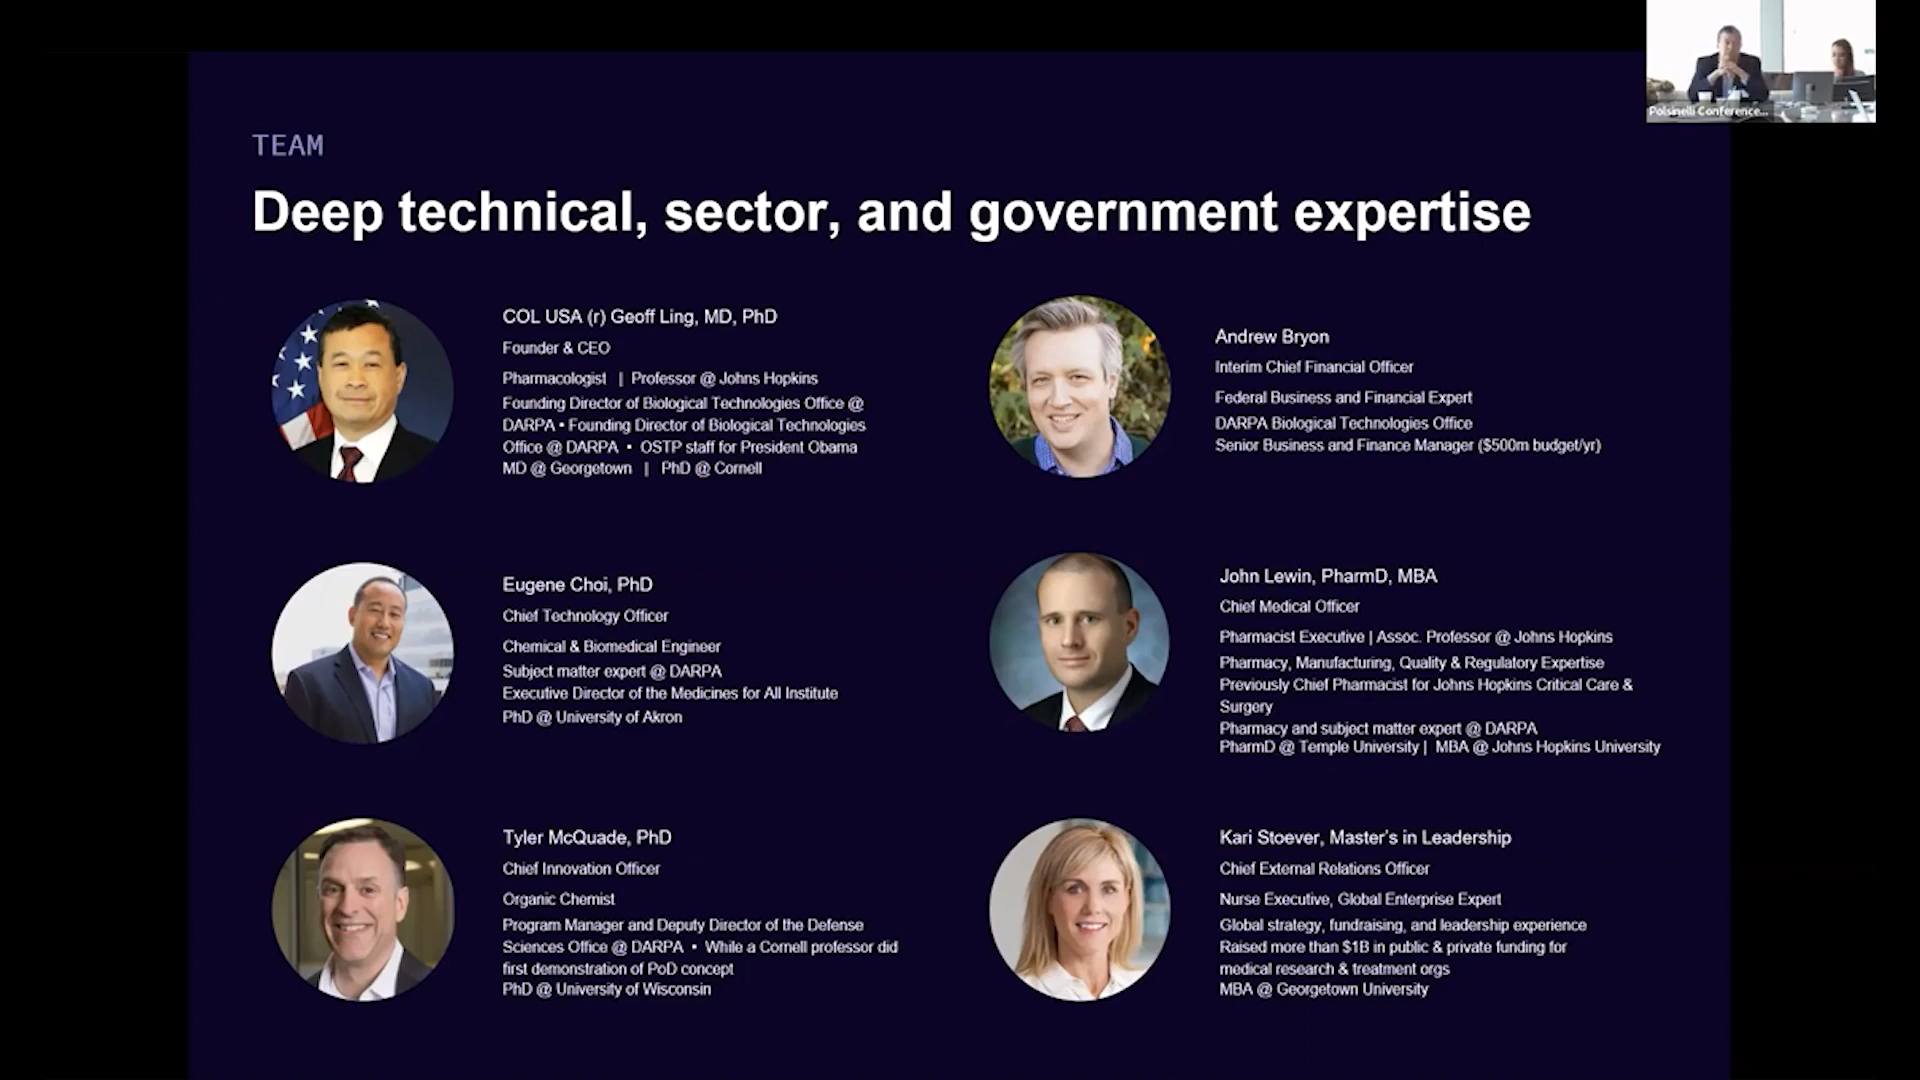 Polsinelli Conference...
TEAM
Deep technical, sector, and government expertise
COL USA (r) Geoff Ling, MD, PhD
Founder & CEO
Pharmacologist | Professor @ Johns Hopkins
Founding Director of Biological Technologies Office @
DARPA • Founding Director of Biological Technologies
Office @ DARPA • OSTP staff for President Obama
MD @ Georgetown | PhD @ Cornell
Andrew Bryon
Interim Chief Financial Officer
Federal Business and Financial Expert
DARPA Biological Technologies Office
Senior Business and Finance Manager ($500m budget/yr)
Eugene Choi, PhD
Chief Technology Officer
Chemical & Biomedical Engineer
Subject matter expert @ DARPA
Executive Director of the Medicines for All Institute
PhD @ University of Akron
John Lewin, PharmD, MBA
Chief Medical Officer
Pharmacist Executive | Assoc. Professor @ Johns Hopkins
Pharmacy, Manufacturing, Quality & Regulatory Expertise
Previously Chief Pharmacist for Johns Hopkins Critical Care &
Surgery
Pharmacy and subject matter expert @ DARPA
PharmD @ Temple University | MBA @ Johns Hopkins University
Tyler McQuade, PhD
Chief Innovation Officer
Organic Chemist
Program Manager and Deputy Director of the Defense
Sciences Office @ DARPA • While a Cornell professor did
first demonstration of PoD concept
PhD @ University of Wisconsin
Kari Stoever, Master's in Leadership
Chief External Relations Officer
Nurse Executive, Global Enterprise Expert
Global strategy, fundraising, and leadership experience
Raised more than $1B in public & private funding for
medical research & treatment orgs
MBA @ Georgetown University